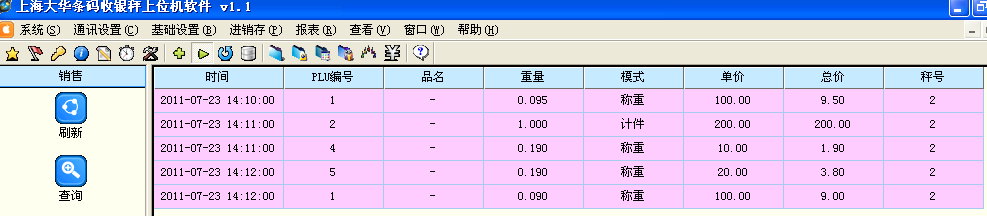 上海大华条码收银秤上位机软件 v1.1
系统(S) 通讯设置(C) 基础设置(B) 进销存(P) 报表(R) 查看(V) 窗口(W) 帮助(H)
销售
刷新
查询
时间 PLU编号 品名 重量 模式 单价 总价 秤号
2011-07-23 14:10:00 1 - 0.095 称重 100.00 9.50 2
2011-07-23 14:11:00 2 - 1.000 计件 200.00 200.00 2
2011-07-23 14:11:00 4 - 0.190 称重 10.00 1.90 2
2011-07-23 14:12:00 5 - 0.190 称重 20.00 3.80 2
2011-07-23 14:12:00 1 - 0.090 称重 100.00 9.00 2